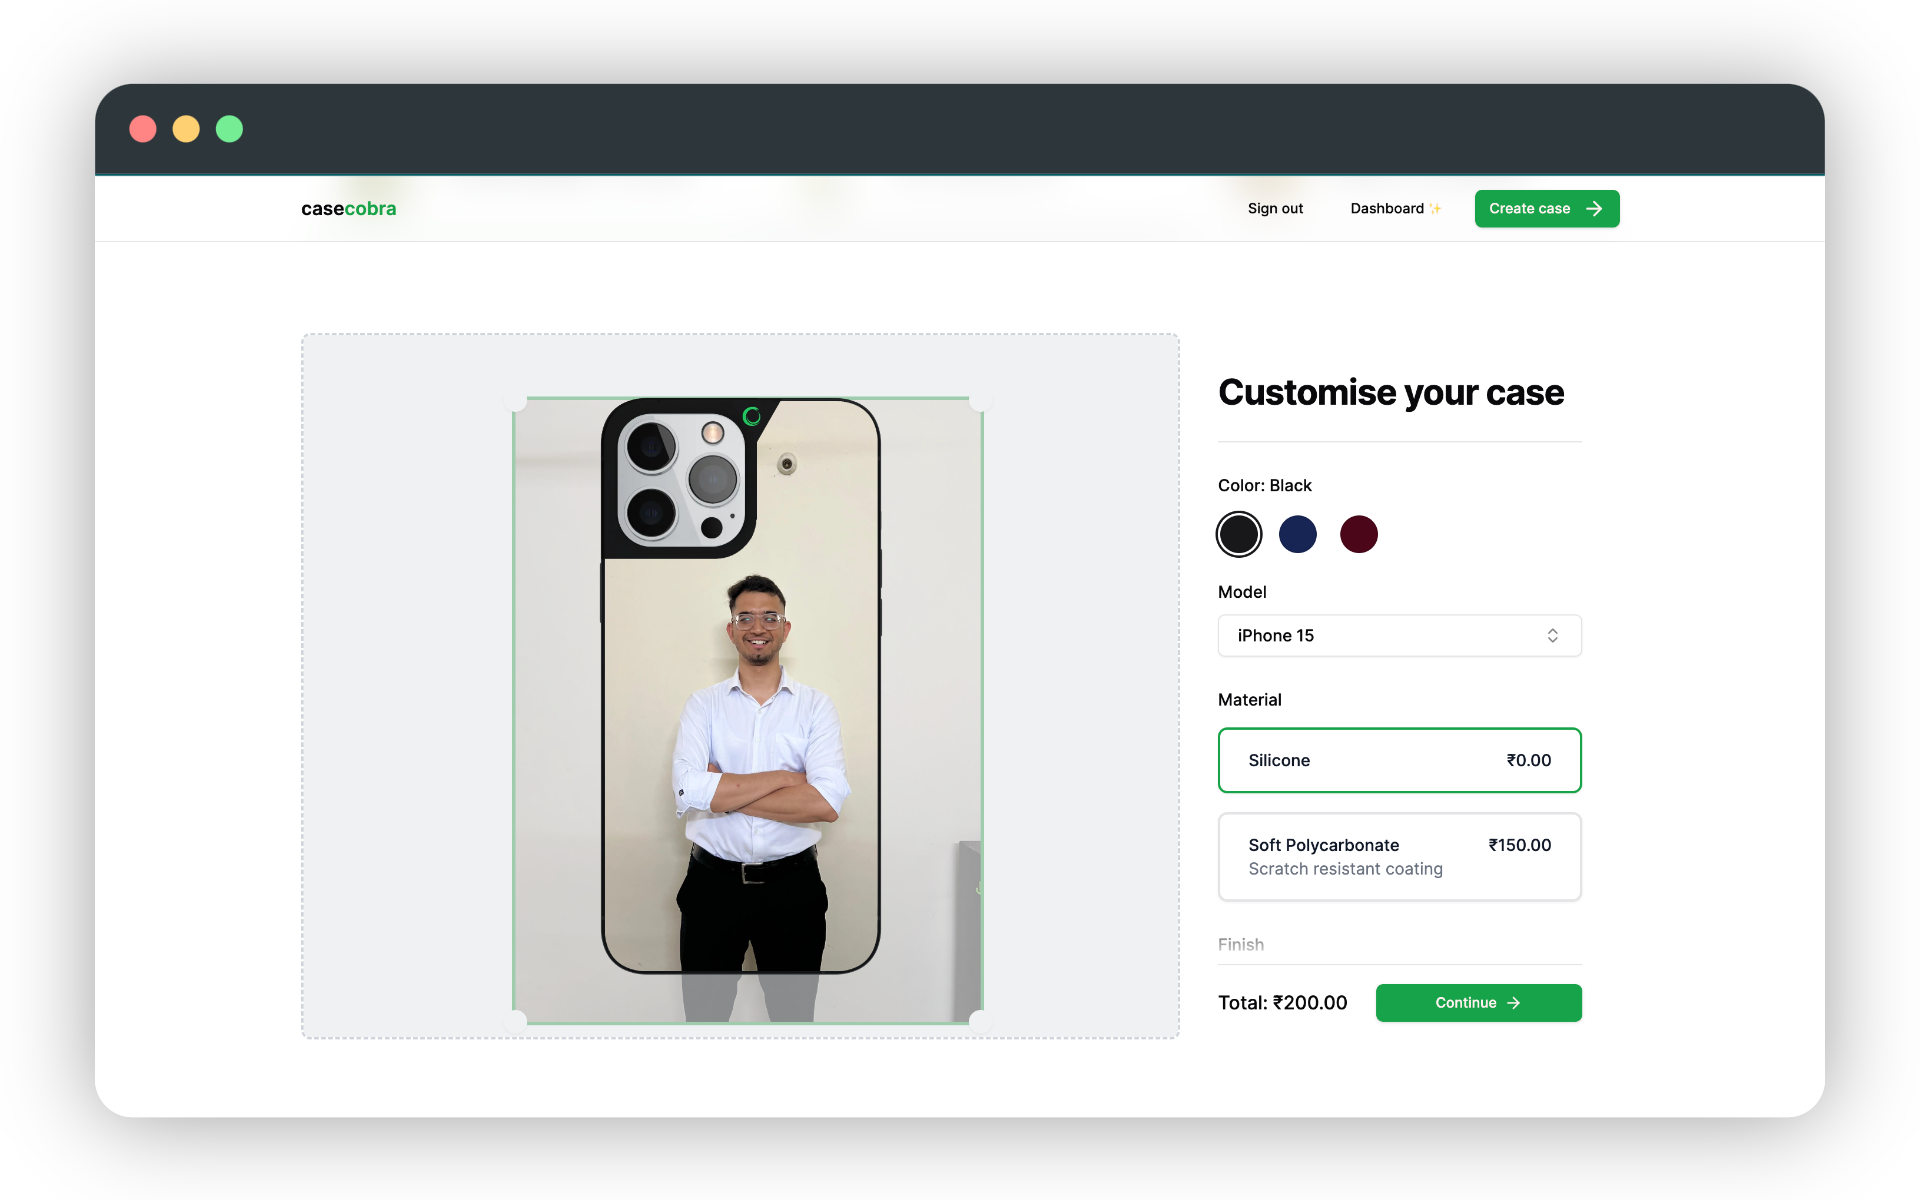 casecobra
Sign out
Dashboard ✨
Create case →
Customise your case
Color: Black
Model
iPhone 15
Material
Silicone ₹0.00
Soft Polycarbonate ₹150.00
Scratch resistant coating
Finish
Total: ₹200.00
Continue →